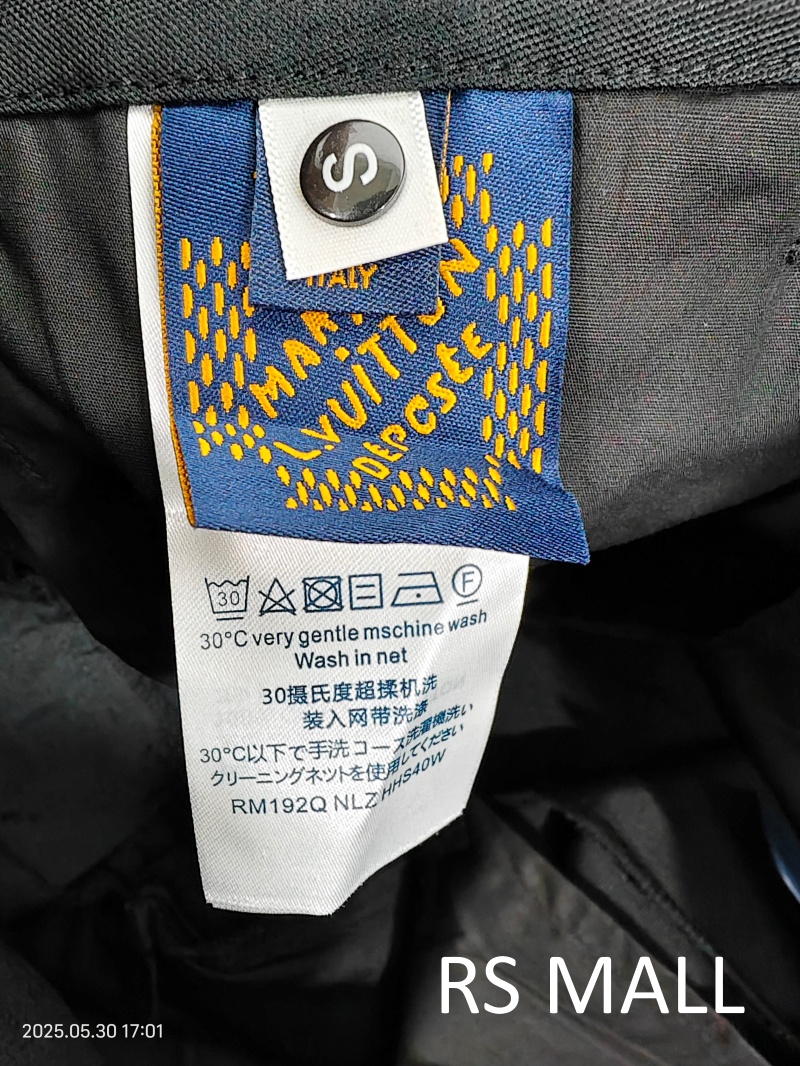 S
ITALY
MAR
L.VUiTTON
DEPCStE
30
F
30°C very gentle mschine wash
Wash in net
30摄氏度超揉机洗
装入网带洗涤
30°C以下で手洗コース洗濯機洗い
クリーニングネットを使用してください
RM192Q NLZ HHS40W
RS MALL
2025.05.30 17:01